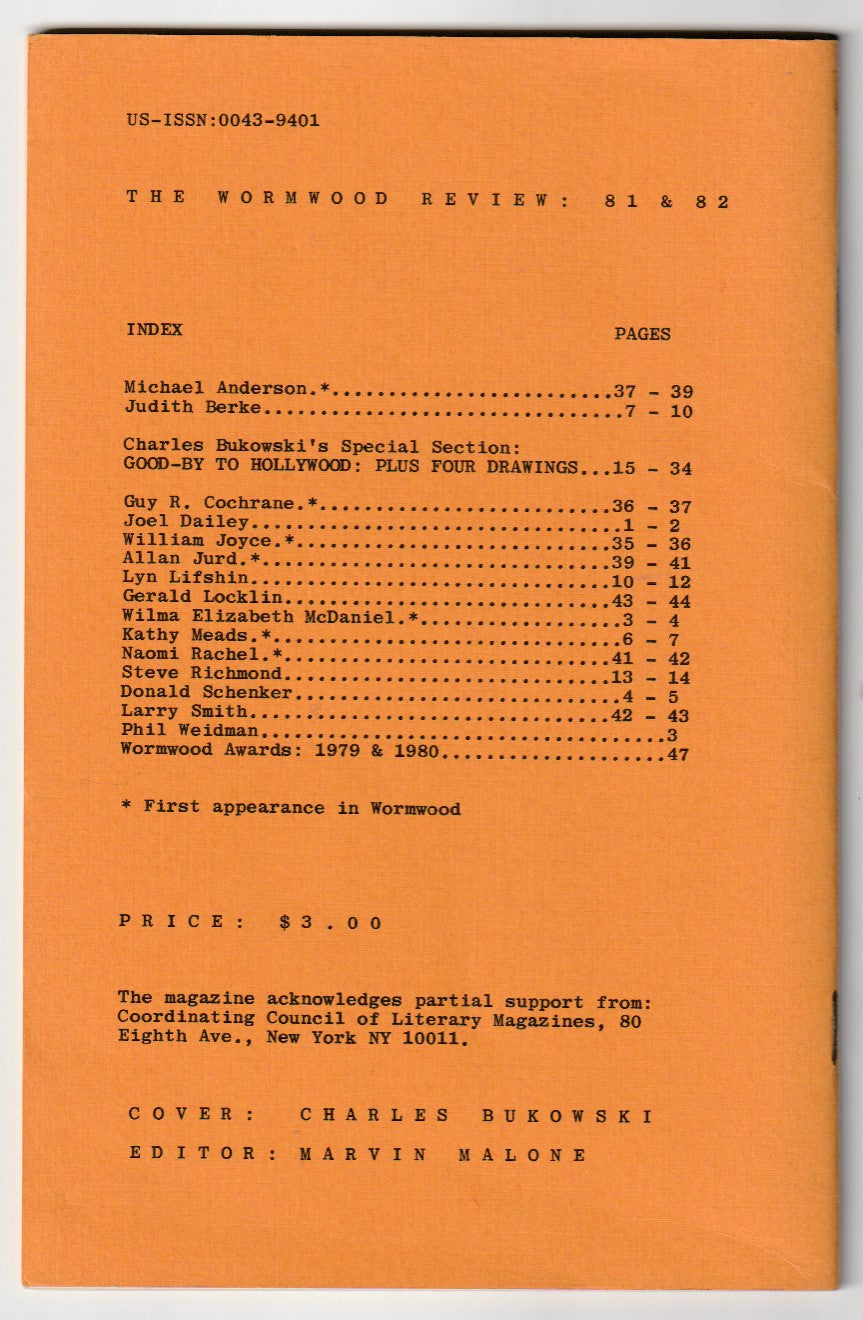 US-ISSN:0043-9401
THE WORMWOOD REVIEW: 81 & 82
INDEX PAGES
Michael Anderson.*.........................37 - 39
Judith Berke................................7 - 10
Charles Bukowski's Special Section:
GOOD-BY TO HOLLYWOOD: PLUS FOUR DRAWINGS...15 - 34
Guy R. Cochrane.*..........................36 - 37
Joel Dailey.................................1 - 2
William Joyce.*............................35 - 36
Allan Jurd.*...............................39 - 41
Lyn Lifshin................................10 - 12
Gerald Locklin.............................43 - 44
Wilma Elizabeth McDaniel.*..................3 - 4
Kathy Meads.*...............................6 - 7
Naomi Rachel.*.............................41 - 42
Steve Richmond.............................13 - 14
Donald Schenker.............................4 - 5
Larry Smith................................42 - 43
Phil Weidman....................................3
Wormwood Awards: 1979 & 1980....................47
* First appearance in Wormwood
PRICE: $3.00
The magazine acknowledges partial support from:
Coordinating Council of Literary Magazines, 80
Eighth Ave., New York NY 10011.
COVER: CHARLES BUKOWSKI
EDITOR: MARVIN MALONE